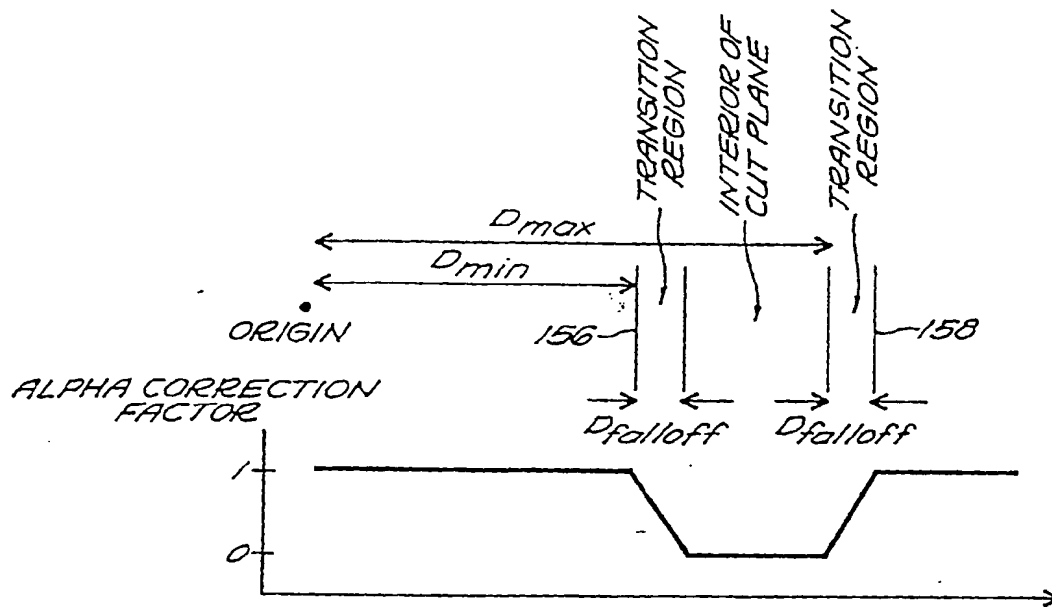 TRANSITION
REGION
INTERIOR OF
CUT PLANE
TRANSITION
REGION
Dmax
Dmin
ORIGIN
156
158
ALPHA CORRECTION
FACTOR
Dfalloff
Dfalloff
1
0